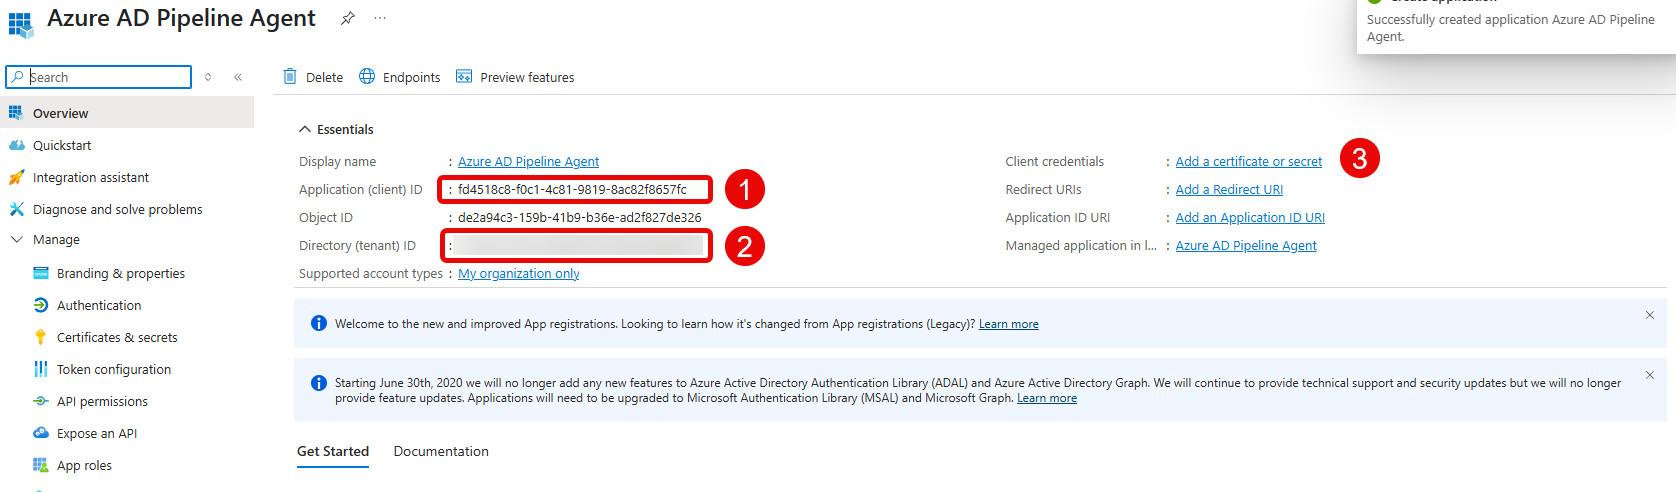 Azure AD Pipeline Agent
Successfully created application Azure AD Pipeline
Agent.
Search
Delete
Endpoints
Preview features
Overview
Quickstart
Integration assistant
Diagnose and solve problems
Manage
Branding & properties
Authentication
Certificates & secrets
Token configuration
API permissions
Expose an API
App roles
Essentials
Display name : Azure AD Pipeline Agent
Application (client) ID : fd4518c8-f0c1-4c81-9819-8ac82f8657fc
1
Object ID : de2a94c3-159b-41b9-b36e-ad2f827de326
Directory (tenant) ID :
2
Supported account types : My organization only
Client credentials : Add a certificate or secret
3
Redirect URIs : Add a Redirect URI
Application ID URI : Add an Application ID URI
Managed application in l... : Azure AD Pipeline Agent
Welcome to the new and improved App registrations. Looking to learn how it's changed from App registrations (Legacy)? Learn more
Starting June 30th, 2020 we will no longer add any new features to Azure Active Directory Authentication Library (ADAL) and Azure Active Directory Graph. We will continue to provide technical support and security updates but we will no longer
provide feature updates. Applications will need to be upgraded to Microsoft Authentication Library (MSAL) and Microsoft Graph. Learn more
Get Started
Documentation